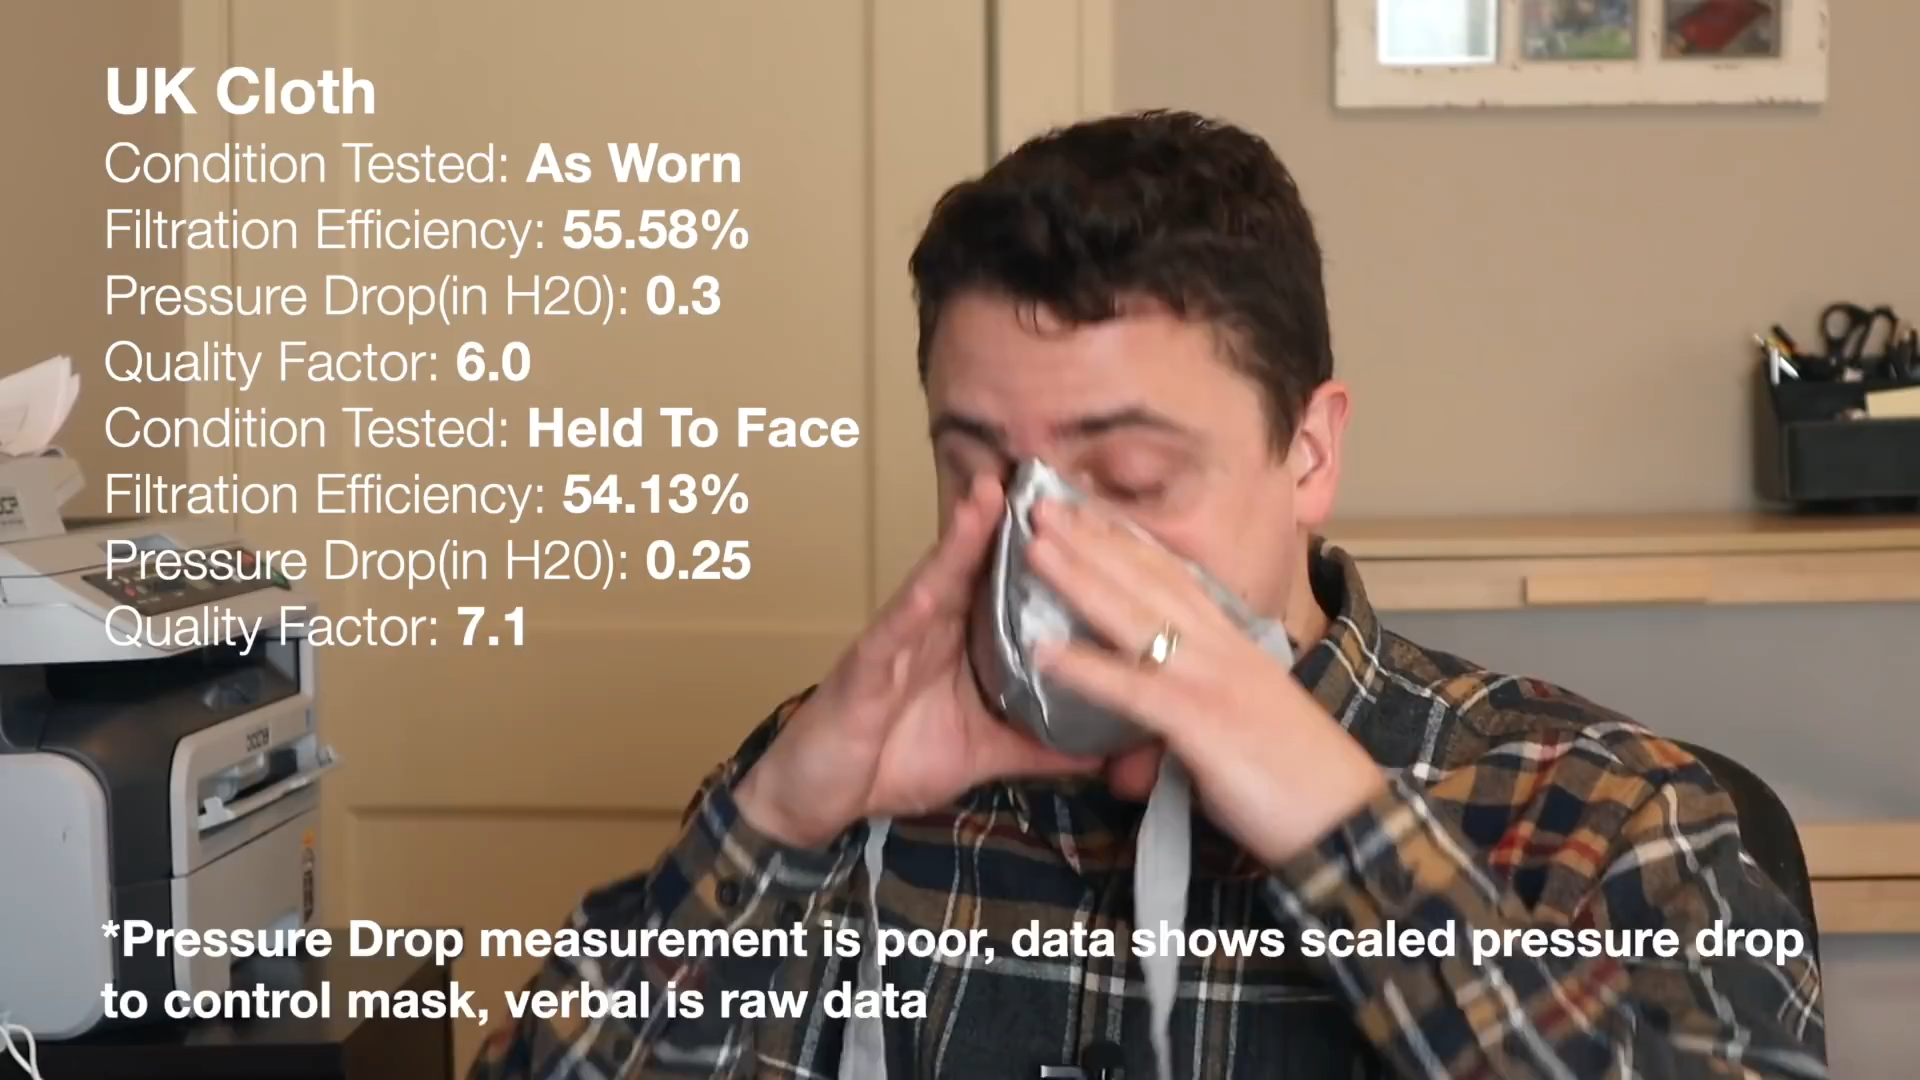 UK Cloth
Condition Tested: As Worn
Filtration Efficiency: 55.58%
Pressure Drop(in H20): 0.3
Quality Factor: 6.0
Condition Tested: Held To Face
Filtration Efficiency: 54.13%
Pressure Drop(in H20): 0.25
Quality Factor: 7.1
*Pressure Drop measurement is poor, data shows scaled pressure drop
to control mask, verbal is raw data